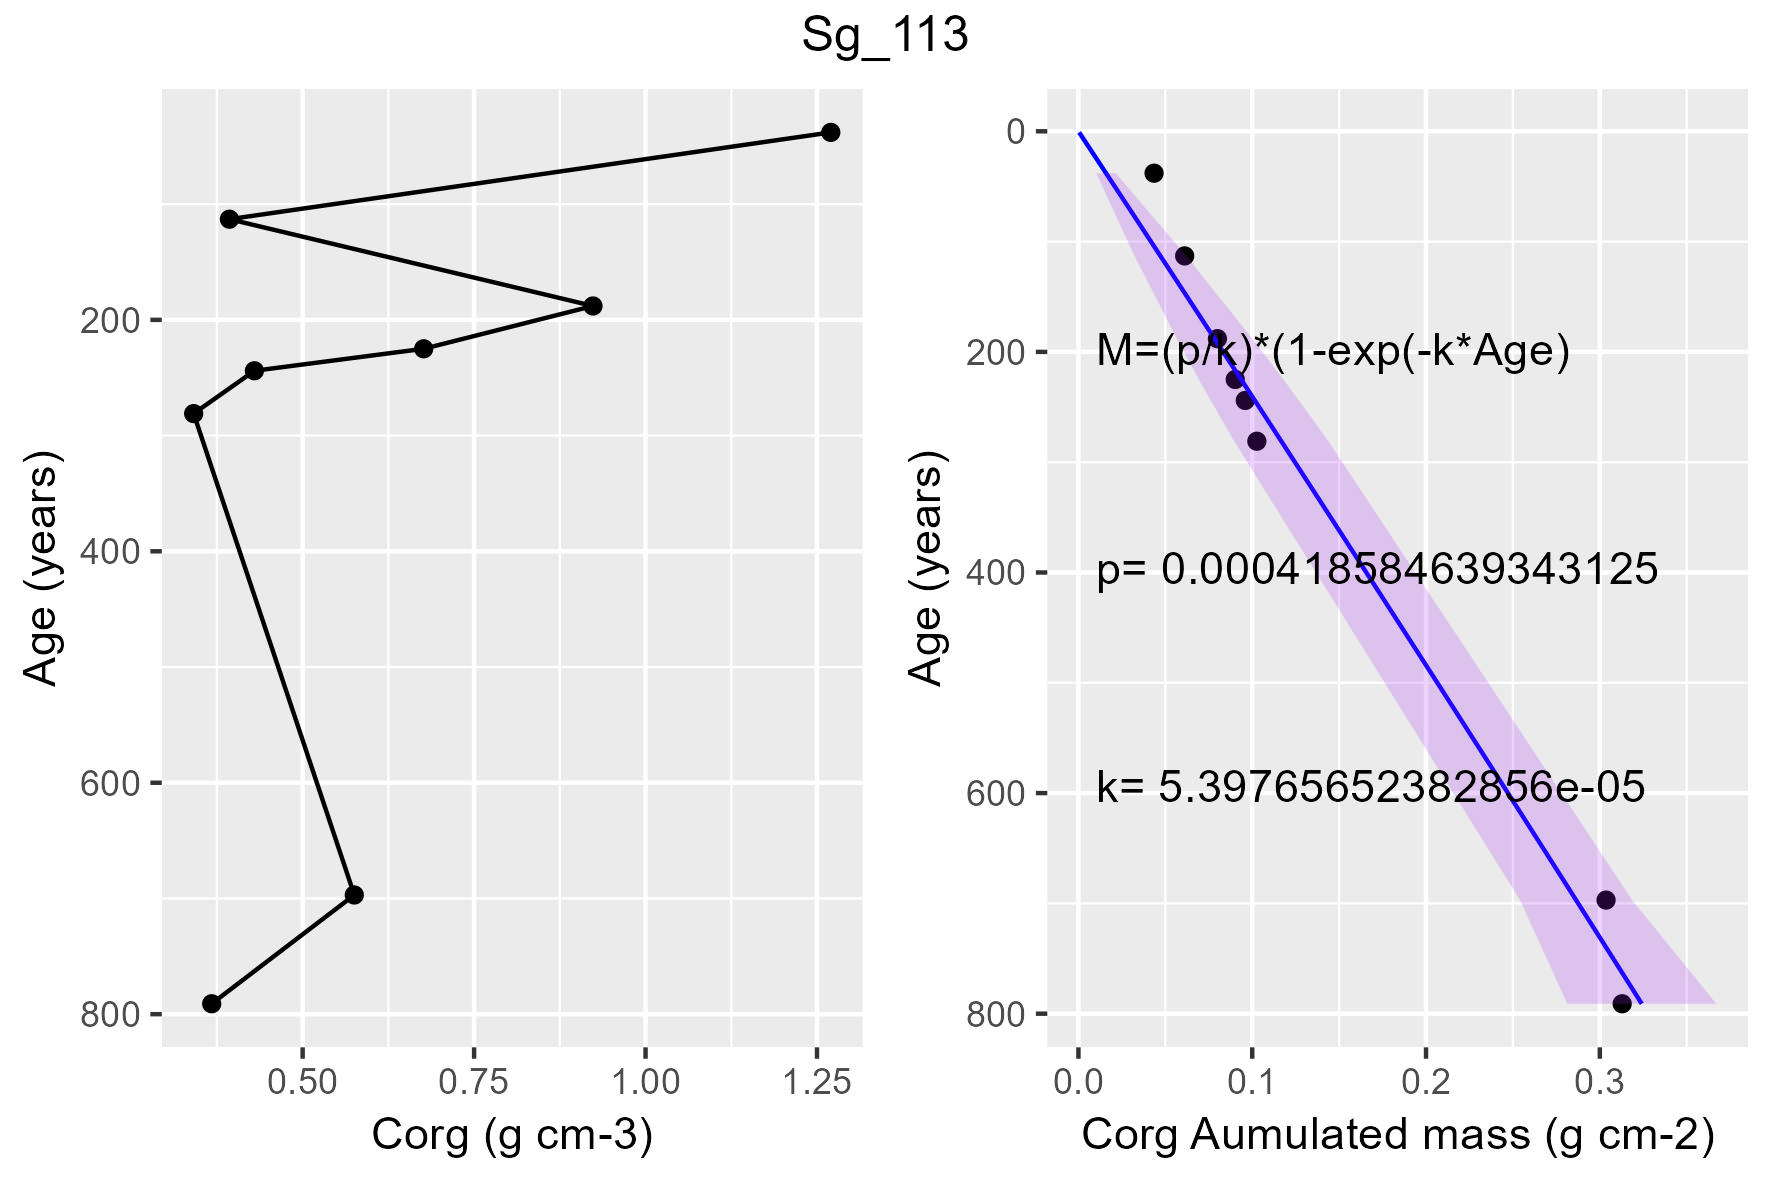 Sg_113
Age (years)
200
400
600
800
0.50 0.75 1.00 1.25
Corg (g cm-3)
Age (years)
0
200
400
600
800
M=(p/k)*(1-exp(-k*Age)
p= 0.000418584639343125
k= 5.39765652382856e-05
0.0 0.1 0.2 0.3
Corg Aumulated mass (g cm-2)